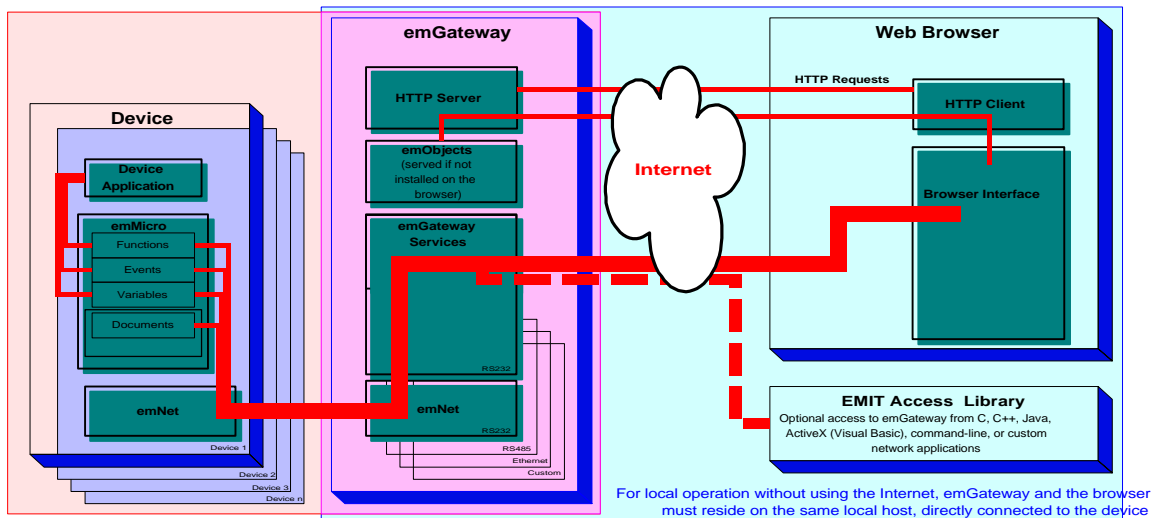 emGateway
Web Browser
HTTP Requests
HTTP Server
HTTP Client
Device
emObjects
(served if not
installed on the
browser)
Internet
Device
Application
Browser Interface
emMicro
Functions
Events
Variables
Documents
emGateway
Services
RS232
emNet
Device 1
Device 2
Device 3
Device n
emNet
RS232
RS485
Ethernet
Custom
EMIT Access Library
Optional access to emGateway from C, C++, Java,
ActiveX (Visual Basic), command-line, or custom
network applications
For local operation without using the Internet, emGateway and the browser
must reside on the same local host, directly connected to the device